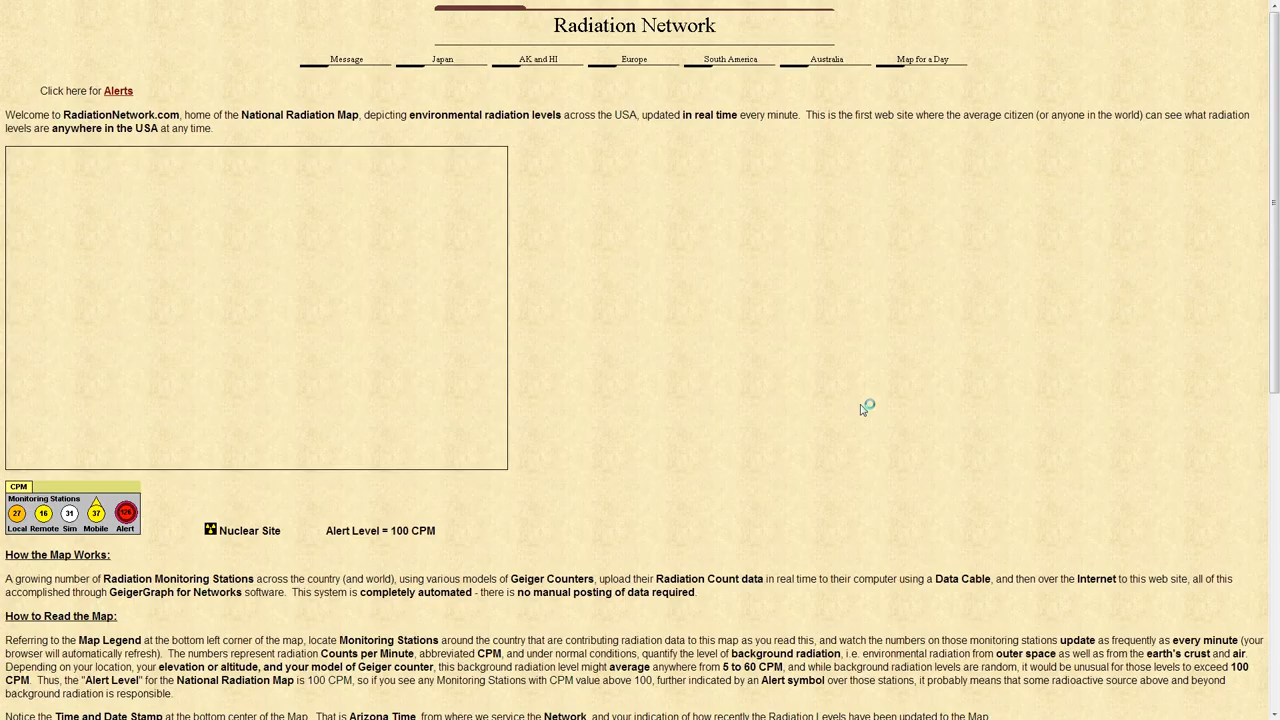 Radiation Network
Message Japan AK and HI Europe South America Australia Map for a Day
Click here for Alerts
Welcome to RadiationNetwork.com, home of the National Radiation Map, depicting environmental radiation levels across the USA, updated in real time every minute. This is the first web site where the average citizen (or anyone in the world) can see what radiation
levels are anywhere in the USA at any time.
CPM
Monitoring Stations
27 16 31 37 126
Local Remote Sim Mobile Alert
Nuclear Site Alert Level = 100 CPM
How the Map Works:
A growing number of Radiation Monitoring Stations across the country (and world), using various models of Geiger Counters, upload their Radiation Count data in real time to their computer using a Data Cable, and then over the Internet to this web site, all of this
accomplished through GeigerGraph for Networks software. This system is completely automated - there is no manual posting of data required.
How to Read the Map:
Referring to the Map Legend at the bottom left corner of the map, locate Monitoring Stations around the country that are contributing radiation data to this map as you read this, and watch the numbers on those monitoring stations update as frequently as every minute (your
browser will automatically refresh). The numbers represent radiation Counts per Minute, abbreviated CPM, and under normal conditions, quantify the level of background radiation, i.e. environmental radiation from outer space as well as from the earth's crust and air.
Depending on your location, your elevation or altitude, and your model of Geiger counter, this background radiation level might average anywhere from 5 to 60 CPM, and while background radiation levels are random, it would be unusual for those levels to exceed 100
CPM. Thus, the "Alert Level" for the National Radiation Map is 100 CPM, so if you see any Monitoring Stations with CPM value above 100, further indicated by an Alert symbol over those stations, it probably means that some radioactive source above and beyond
background radiation is responsible.
Notice the Time and Date Stamp at the bottom center of the Map. That is Arizona Time, from where we service the Network, and your indication of how recently the Radiation Levels have been updated to the Map.